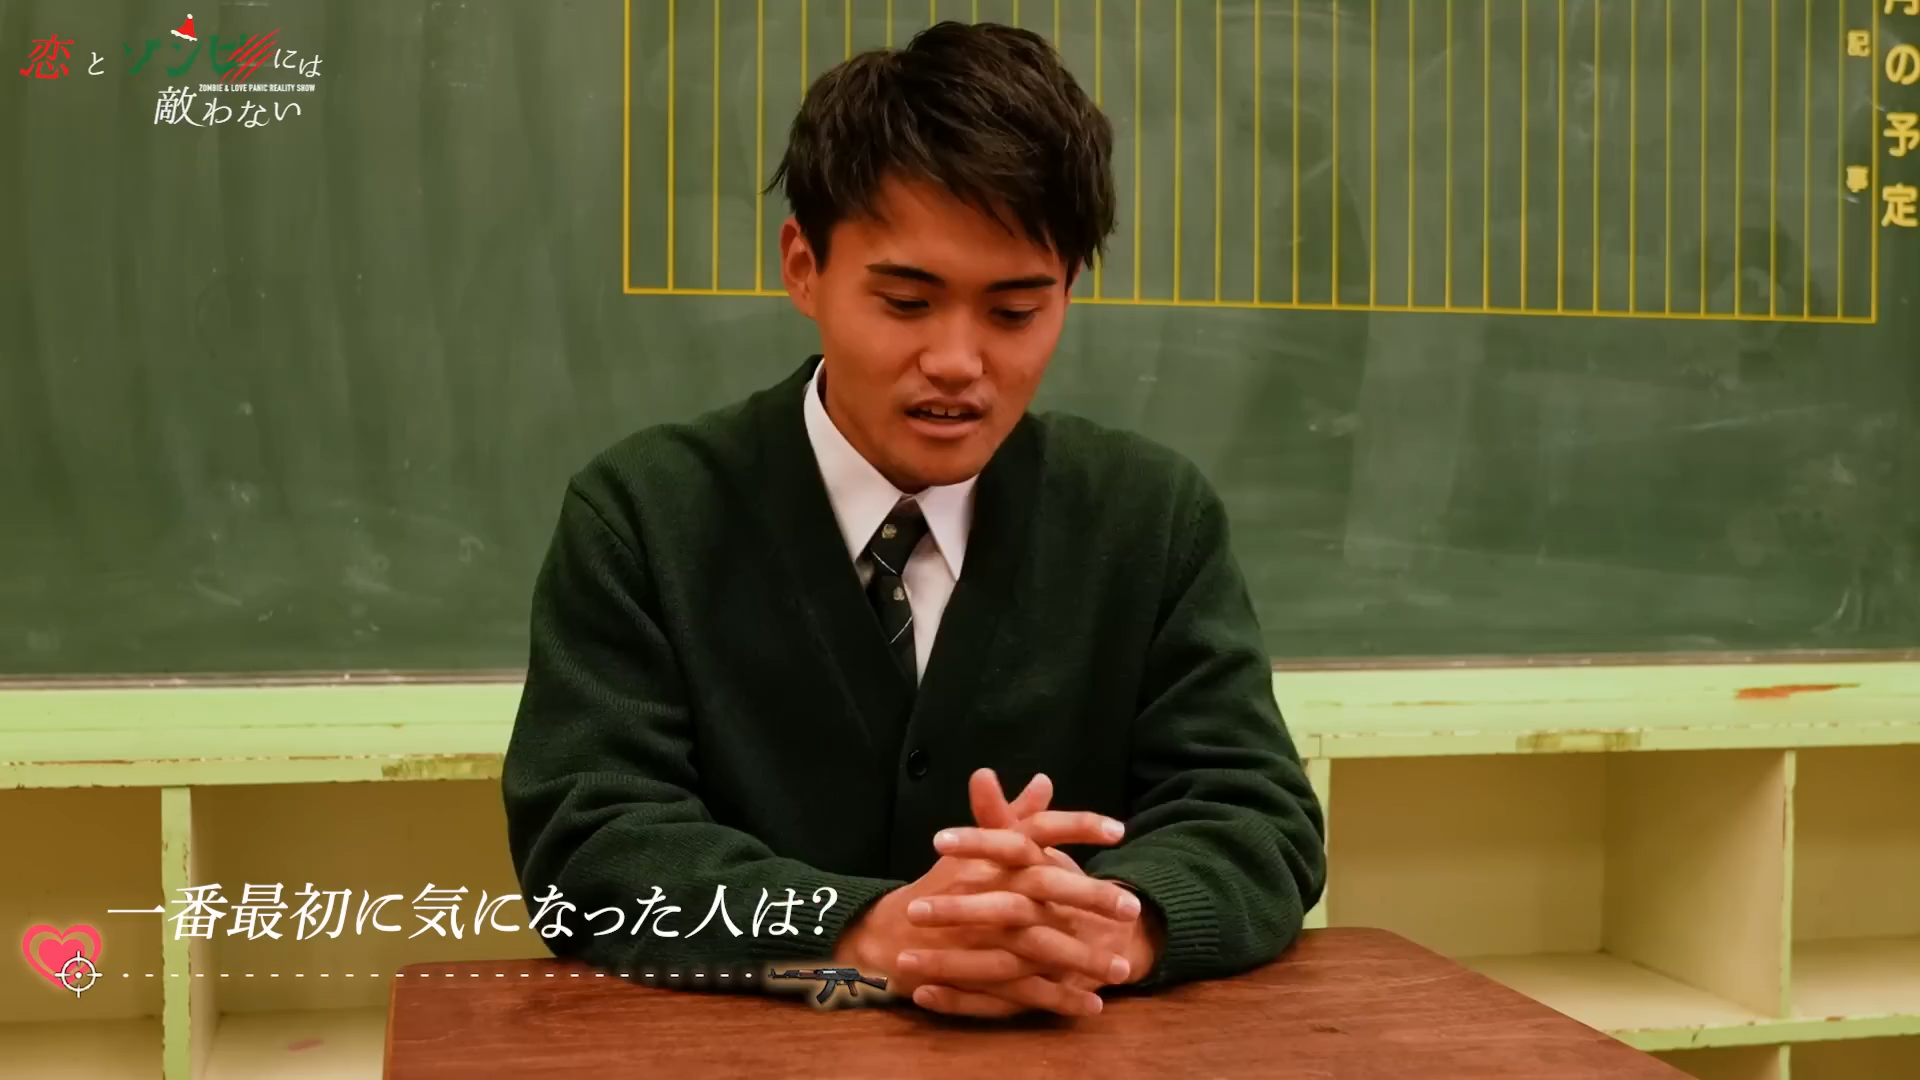 恋とゾンビには
ZOMBIE & LOVE PANIC REALITY SHOW
敵わない
月の予定
記事
一番最初に気になった人は?